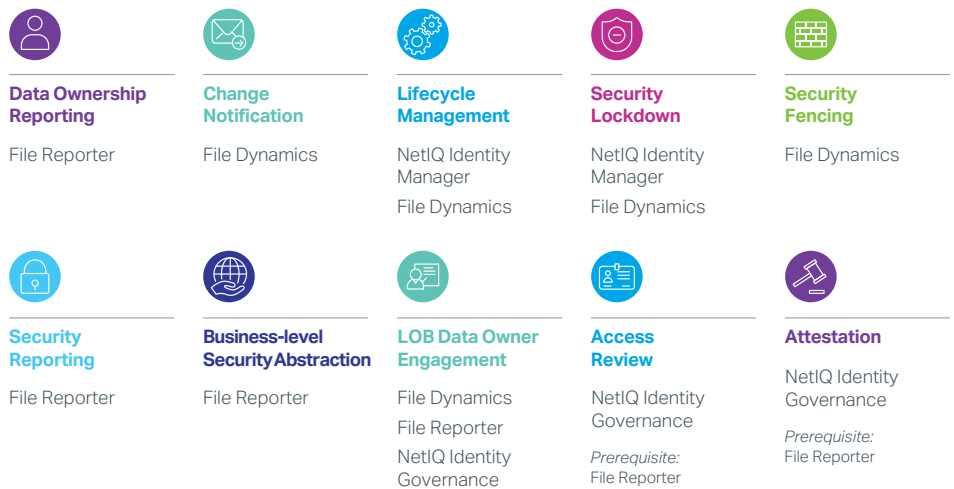 Data Ownership
Reporting
File Reporter
Change
Notification
File Dynamics
Lifecycle
Management
NetIQ Identity
Manager
File Dynamics
Security
Lockdown
NetIQ Identity
Manager
File Dynamics
Security
Fencing
File Dynamics
Security
Reporting
File Reporter
Business-level
Security Abstraction
File Reporter
LOB Data Owner
Engagement
File Dynamics
File Reporter
NetIQ Identity
Governance
Access
Review
NetIQ Identity
Governance
Prerequisite:
File Reporter
Attestation
NetIQ Identity
Governance
Prerequisite:
File Reporter